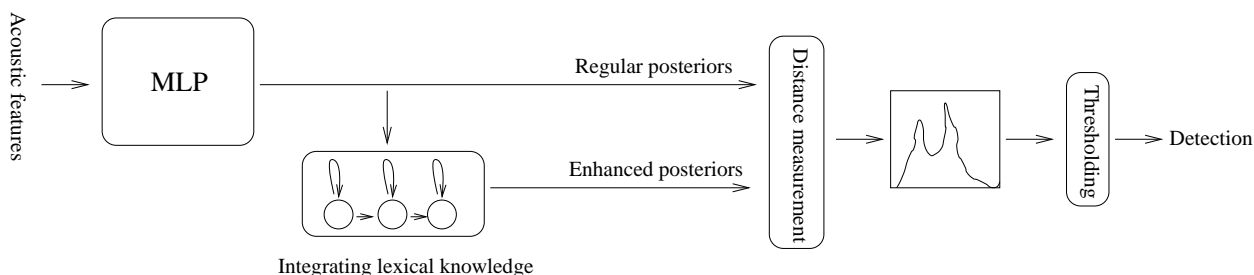 Acoustic features
MLP
Regular posteriors
Enhanced posteriors
Integrating lexical knowledge
Distance measurement
Thresholding
Detection